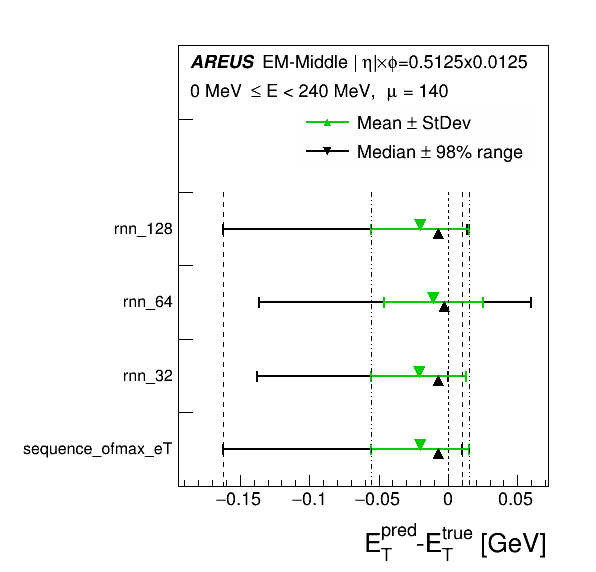 AREUS EM-Middle |η|×ϕ=0.5125x0.0125
0 MeV ≤ E < 240 MeV, μ = 140
Mean ± StDev
Median ± 98% range
rnn_128
rnn_64
rnn_32
sequence_ofmax_eT
−0.15 −0.1 −0.05 0 0.05
E_T^pred-E_T^true [GeV]